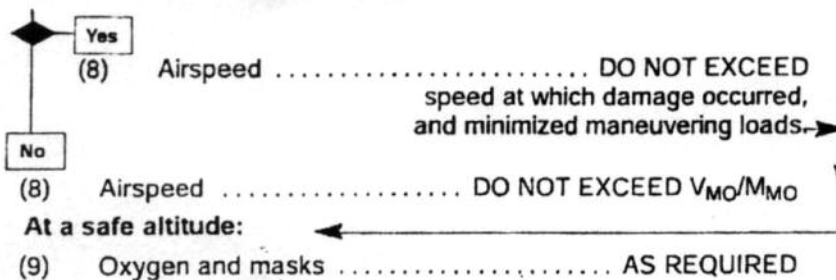 Yes
(8) Airspeed ............................ DO NOT EXCEED
speed at which damage occurred,
and minimized maneuvering loads.
No
(8) Airspeed .................... DO NOT EXCEED VMO/MMO
At a safe altitude:
(9) Oxygen and masks ....................... AS REQUIRED